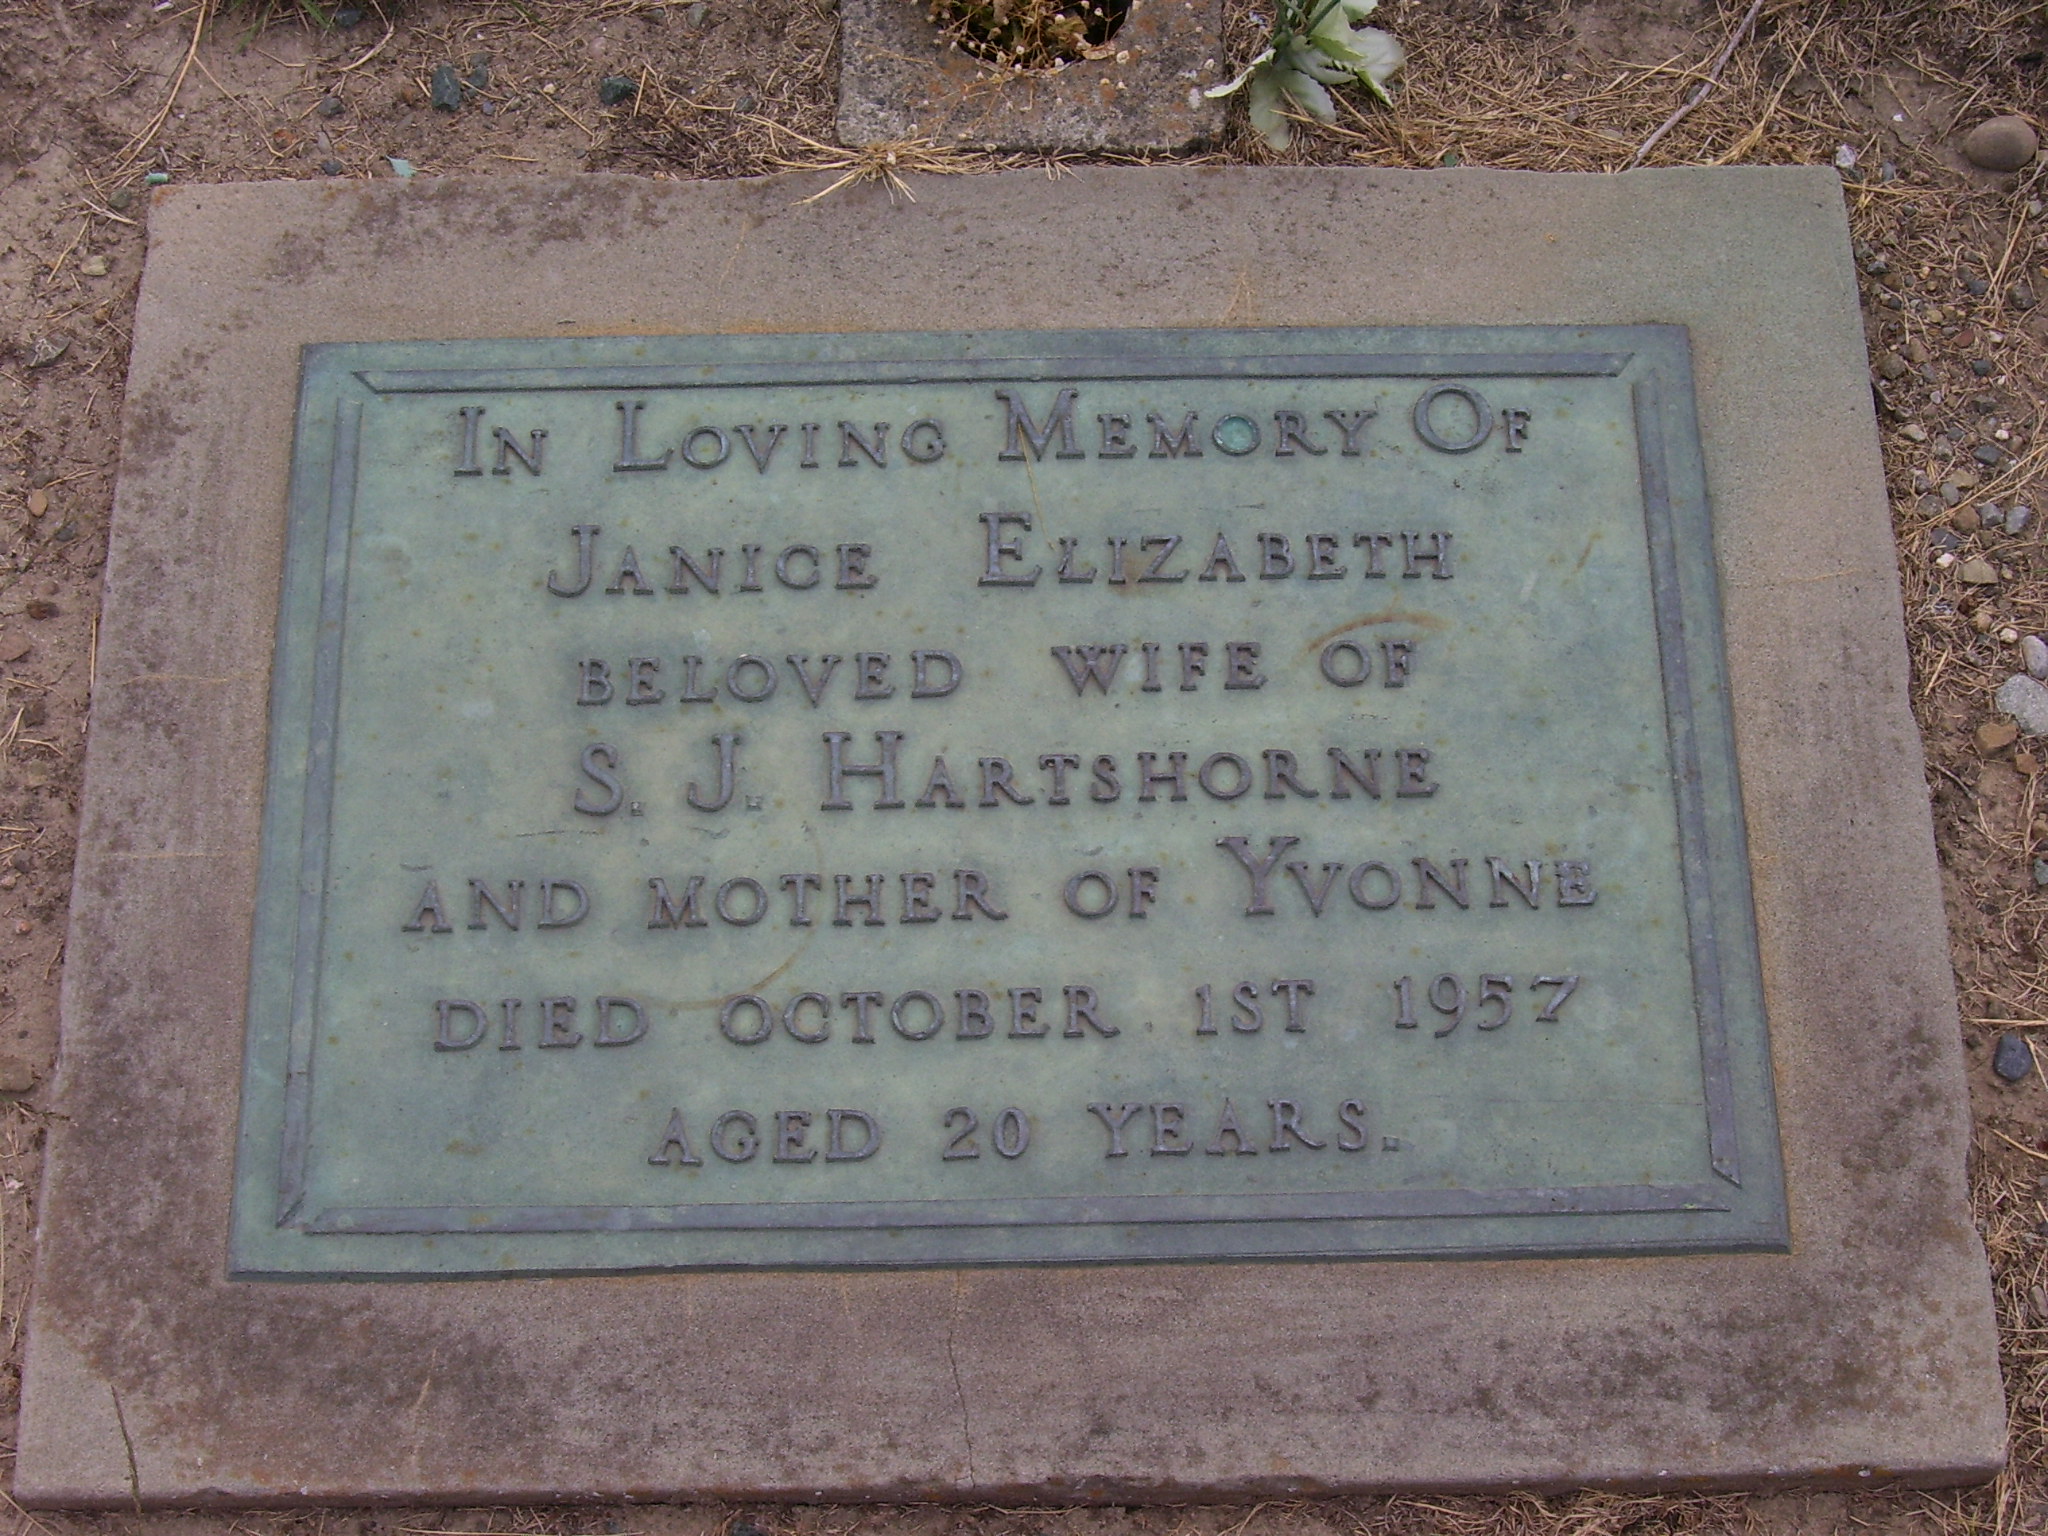 In Loving Memory Of
Janice Elizabeth
beloved wife of
S. J. Hartshorne
and mother of Yvonne
died October 1st 1957
aged 20 years.